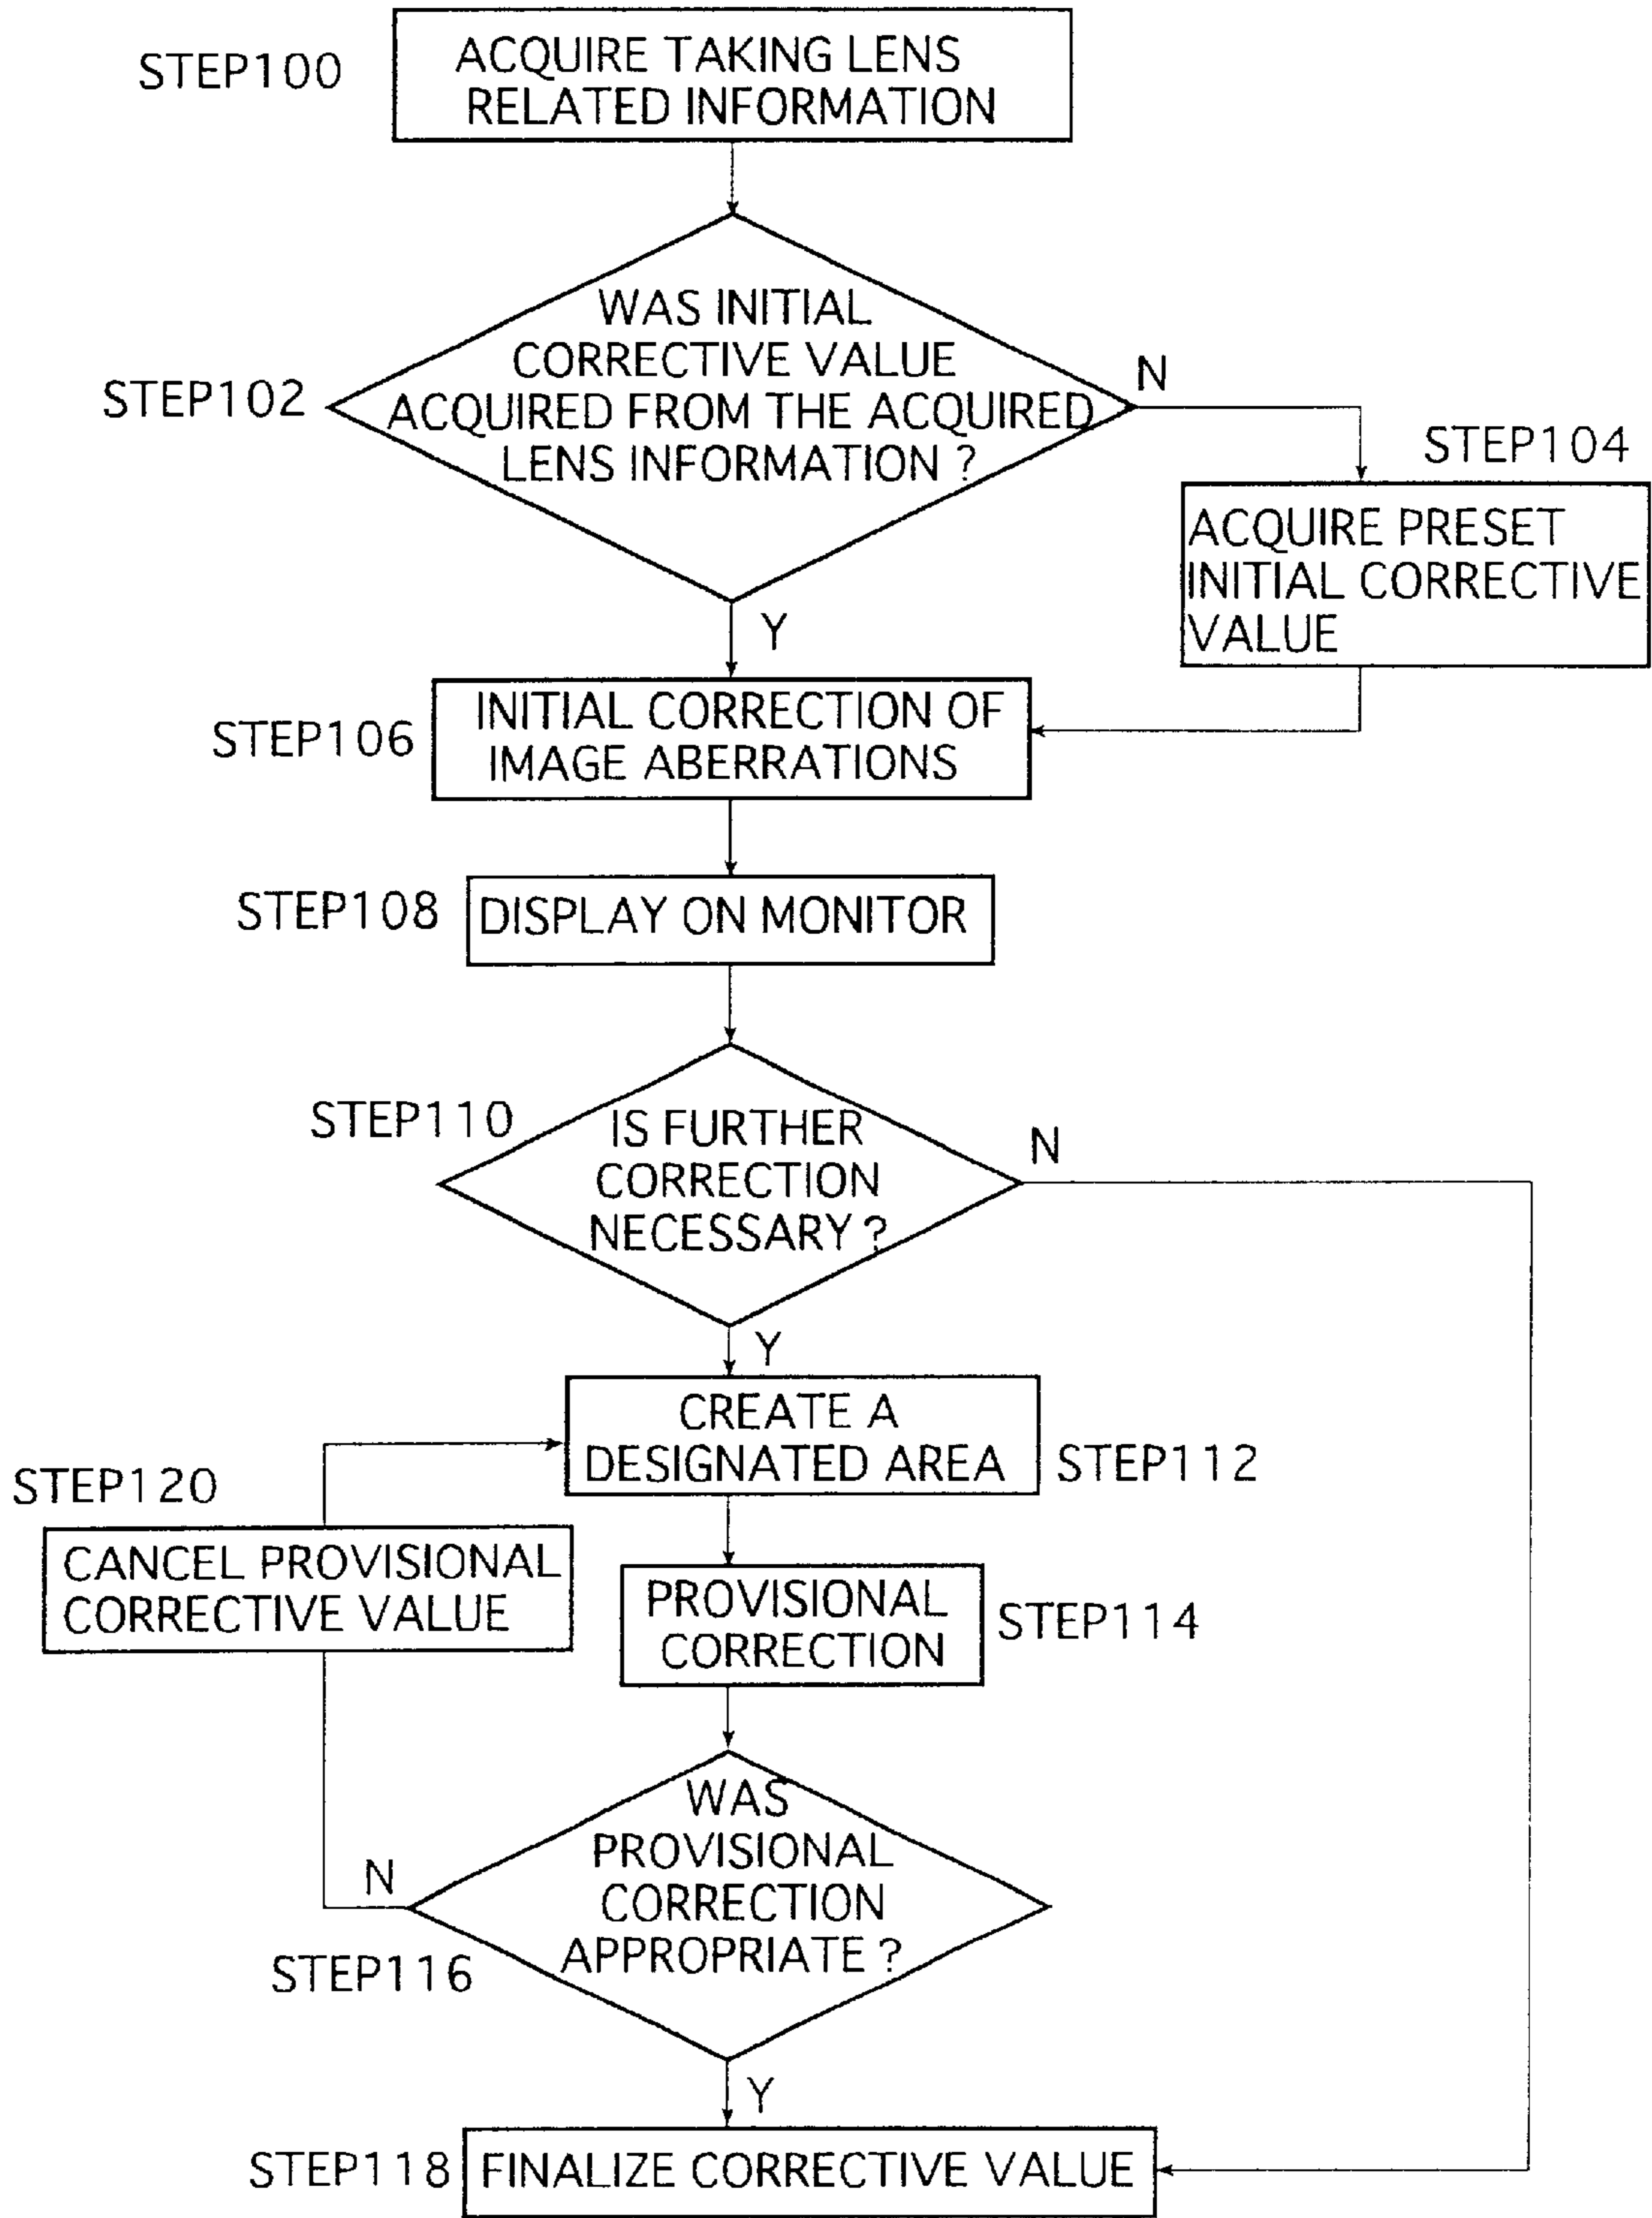 STEP100
ACQUIRE TAKING LENS
RELATED INFORMATION
STEP102
WAS INITIAL
CORRECTIVE VALUE
ACQUIRED FROM THE ACQUIRED
LENS INFORMATION ?
N
STEP104
ACQUIRE PRESET
INITIAL CORRECTIVE
VALUE
Y
STEP106
INITIAL CORRECTION OF
IMAGE ABERRATIONS
STEP108
DISPLAY ON MONITOR
STEP110
IS FURTHER
CORRECTION
NECESSARY ?
N
Y
CREATE A
DESIGNATED AREA
STEP112
STEP120
CANCEL PROVISIONAL
CORRECTIVE VALUE
PROVISIONAL
CORRECTION
STEP114
WAS
PROVISIONAL
CORRECTION
APPROPRIATE ?
N
STEP116
Y
STEP118
FINALIZE CORRECTIVE VALUE